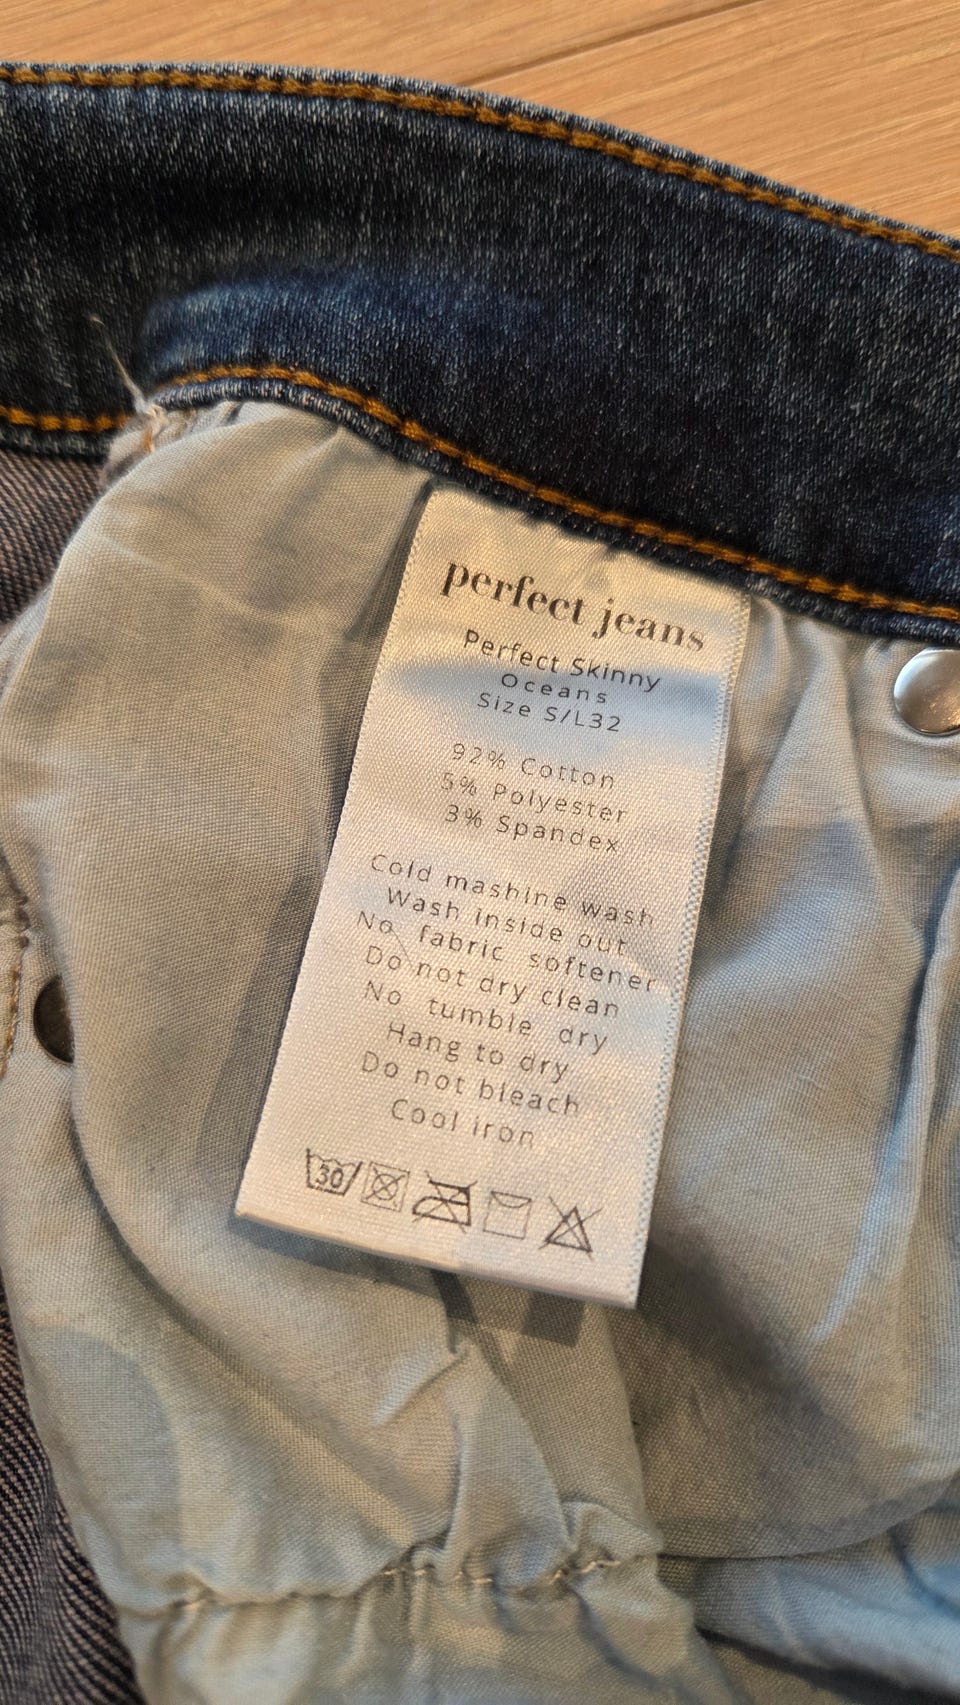 perfect jeans
Perfect Skinny
Oceans
Size S/L32
92% Cotton
5% Polyester
3% Spandex
Cold mashine wash
Wash inside out
No fabric softener
Do not dry clean
No tumble dry
Hang to dry
Do not bleach
Cool iron
30